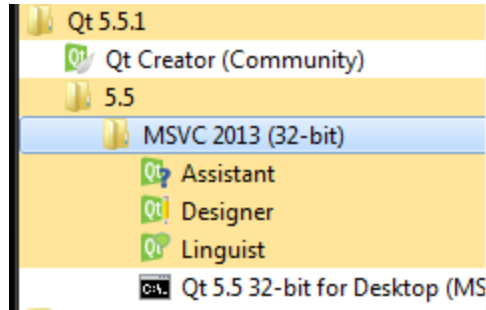 Qt 5.5.1
Qt Creator (Community)
5.5
MSVC 2013 (32-bit)
Assistant
Designer
Linguist
Qt 5.5 32-bit for Desktop (MS